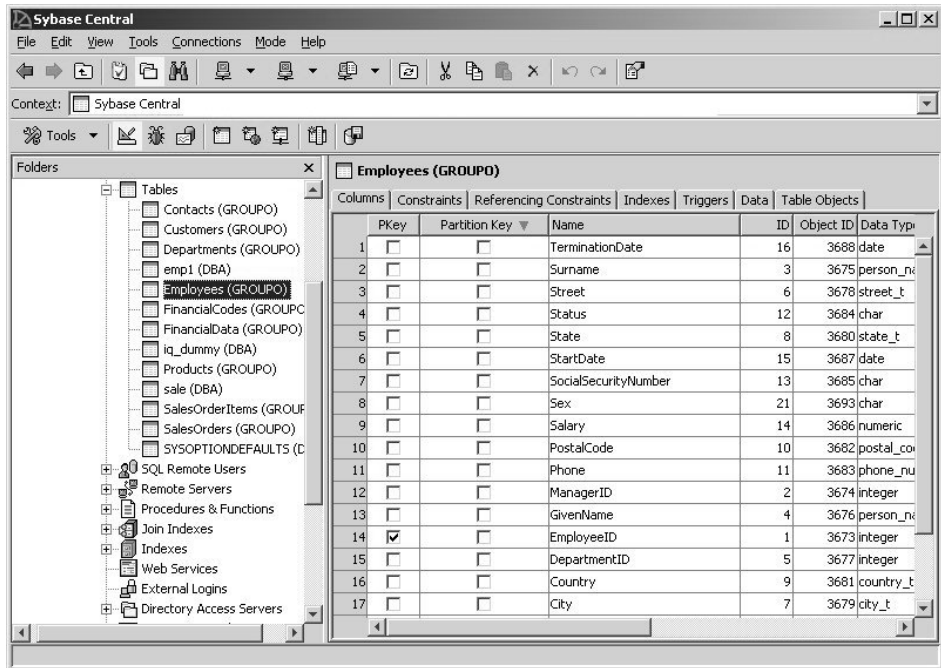 Sybase Central
File Edit View Tools Connections Mode Help
Context: Sybase Central
Tools
Folders
Tables
Contacts (GROUPO)
Customers (GROUPO)
Departments (GROUPO)
emp1 (DBA)
Employees (GROUPO)
FinancialCodes (GROUPO
FinancialData (GROUPO)
iq_dummy (DBA)
Products (GROUPO)
sale (DBA)
SalesOrderItems (GROUP
SalesOrders (GROUPO)
SYSOPTIONDEFAULTS (D
SQL Remote Users
Remote Servers
Procedures & Functions
Join Indexes
Indexes
Web Services
External Logins
Directory Access Servers
Employees (GROUPO)
Columns Constraints Referencing Constraints Indexes Triggers Data Table Objects
PKey Partition Key Name ID Object ID Data Type
1 TerminationDate 16 3688 date
2 Surname 3 3675 person_na
3 Street 6 3678 street_t
4 Status 12 3684 char
5 State 8 3680 state_t
6 StartDate 15 3687 date
7 SocialSecurityNumber 13 3685 char
8 Sex 21 3693 char
9 Salary 14 3686 numeric
10 PostalCode 10 3682 postal_co
11 Phone 11 3683 phone_nu
12 ManagerID 2 3674 integer
13 GivenName 4 3676 person_na
14 EmployeeID 1 3673 integer
15 DepartmentID 5 3677 integer
16 Country 9 3681 country_t
17 City 7 3679 city_t